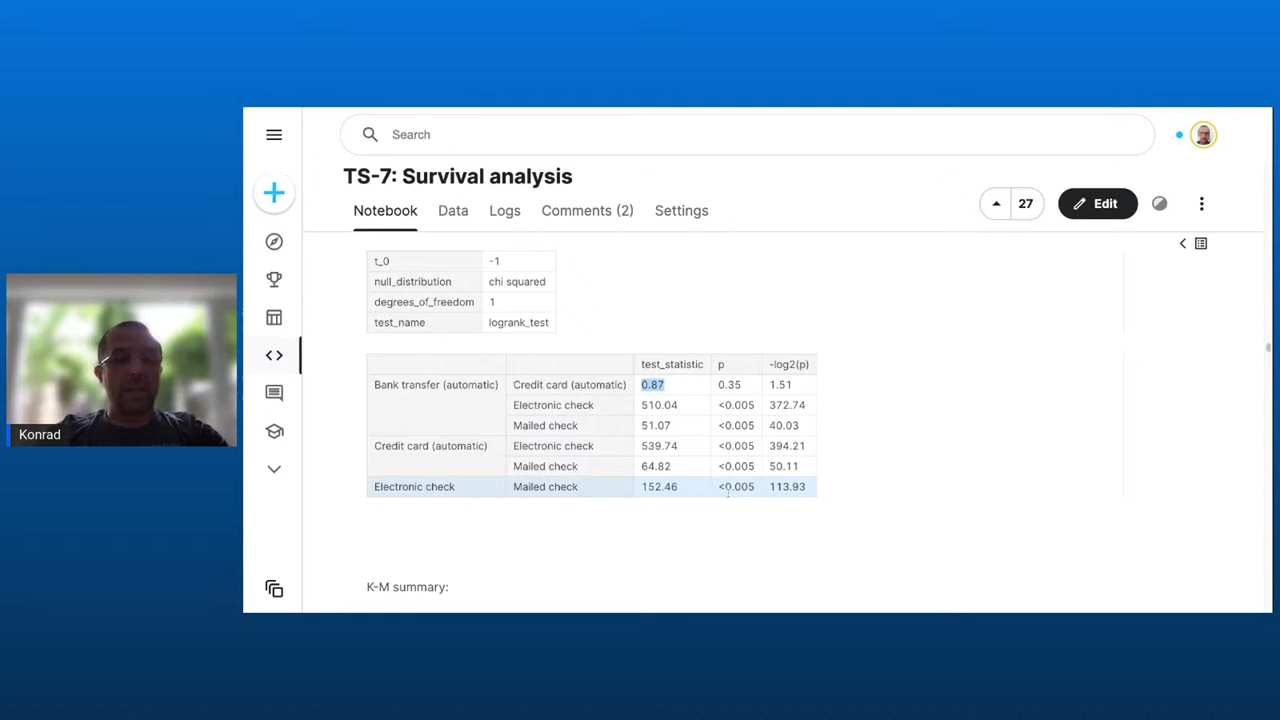 Search
TS-7: Survival analysis
Notebook Data Logs Comments (2) Settings
27 Edit
t_0 -1
null_distribution chi squared
degrees_of_freedom 1
test_name logrank_test
test_statistic p -log2(p)
Bank transfer (automatic) Credit card (automatic) 0.87 0.35 1.51
Electronic check 510.04 <0.005 372.74
Mailed check 51.07 <0.005 40.03
Credit card (automatic) Electronic check 539.74 <0.005 394.21
Mailed check 64.82 <0.005 50.11
Electronic check Mailed check 152.46 <0.005 113.93
K-M summary:
Konrad